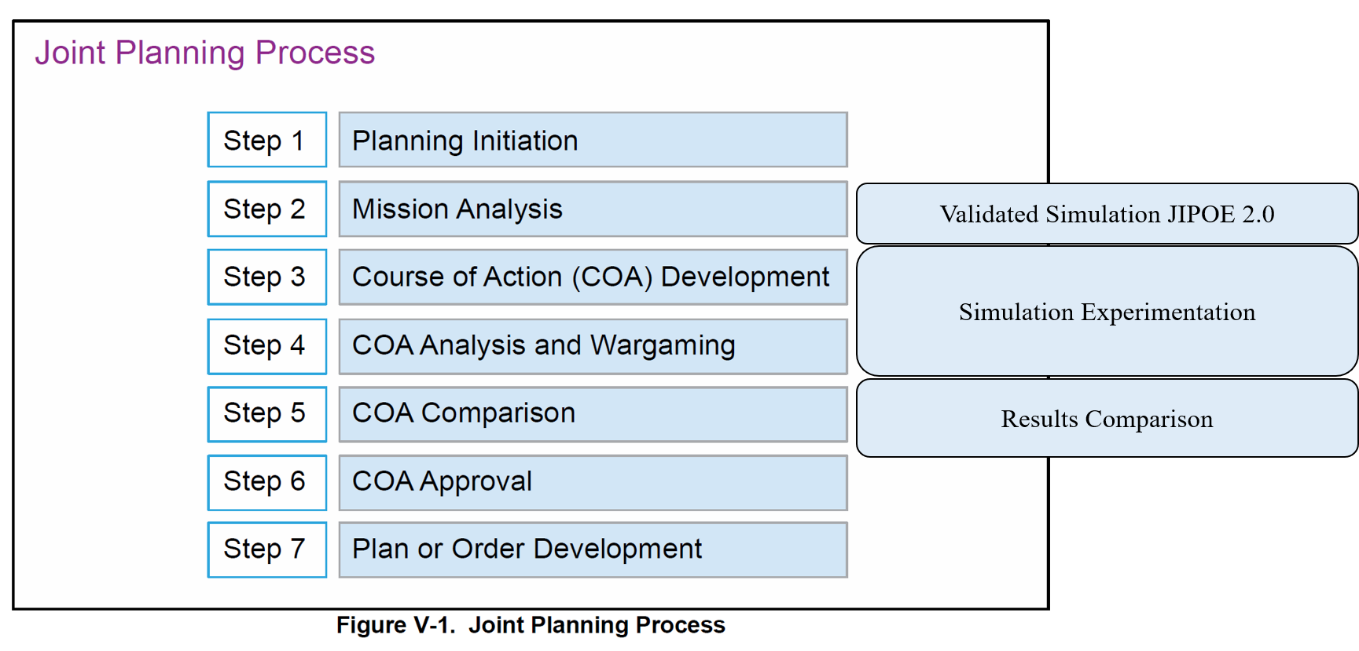 Joint Planning Process
Step 1 Planning Initiation
Step 2 Mission Analysis
Validated Simulation JIPOE 2.0
Step 3 Course of Action (COA) Development
Simulation Experimentation
Step 4 COA Analysis and Wargaming
Step 5 COA Comparison
Results Comparison
Step 6 COA Approval
Step 7 Plan or Order Development
Figure V-1. Joint Planning Process